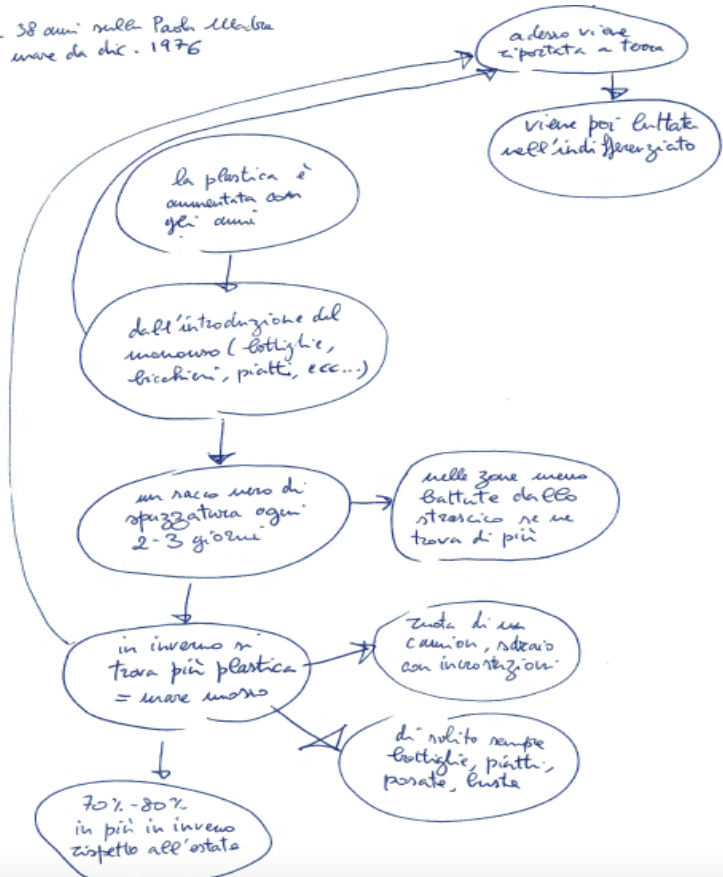 38 anni sulla Paola
mare da dic. 1976
adesso viene
riportata a terra
viene poi buttata
nell'indifferenziato
la plastica è
aumentata con
gli anni
dall'introduzione del
monouso (bottiglie,
bicchieri, piatti, ecc...)
un sacco nero di
spazzatura ogni
2-3 giorni
nelle zone meno
battute dallo
strascico se ne
trova di più
in inverno si
trova più plastica
= mare mosso
ruota di un
camion, sdraio
con incrostazioni
di solito sempre
bottiglie, piatti,
posate, buste
70%-80%
in più in inverno
rispetto all'estate